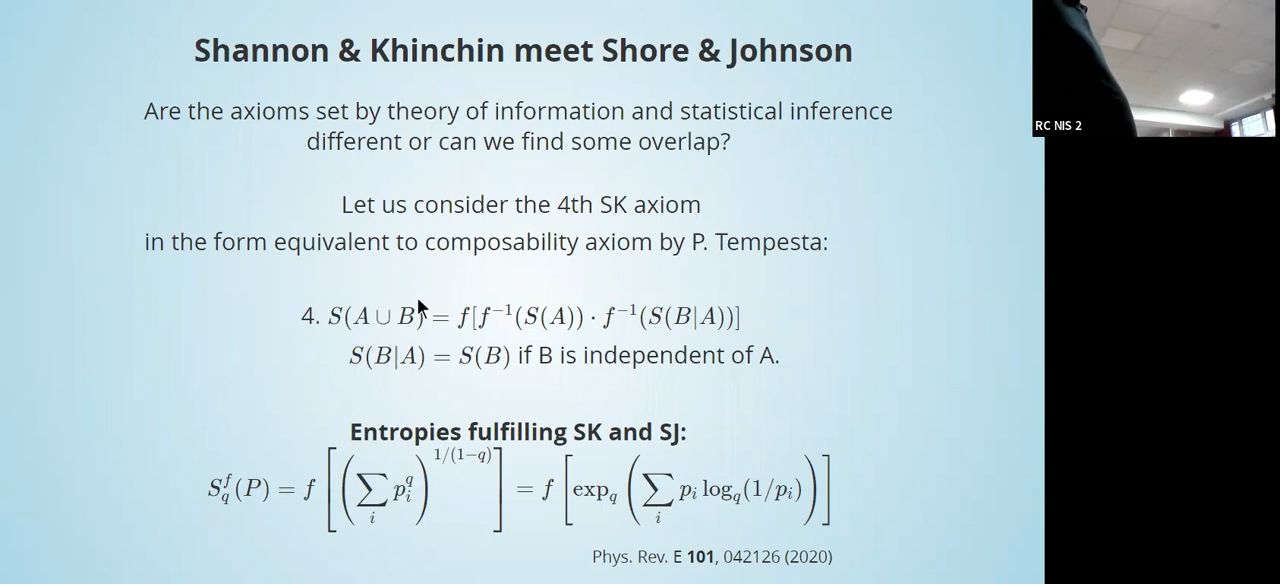 Shannon & Khinchin meet Shore & Johnson
Are the axioms set by theory of information and statistical inference
different or can we find some overlap?
Let us consider the 4th SK axiom
in the form equivalent to composability axiom by P. Tempesta:
4. S(A ∪ B) = f[f⁻¹(S(A)) · f⁻¹(S(B|A))]
S(B|A) = S(B) if B is independent of A.
Entropies fulfilling SK and SJ:
S_q^f(P) = f[(∑_i p_i^q)^{1/(1−q)}] = f[exp_q(∑_i p_i log_q(1/p_i))]
Phys. Rev. E 101, 042126 (2020)
RC NIS 2